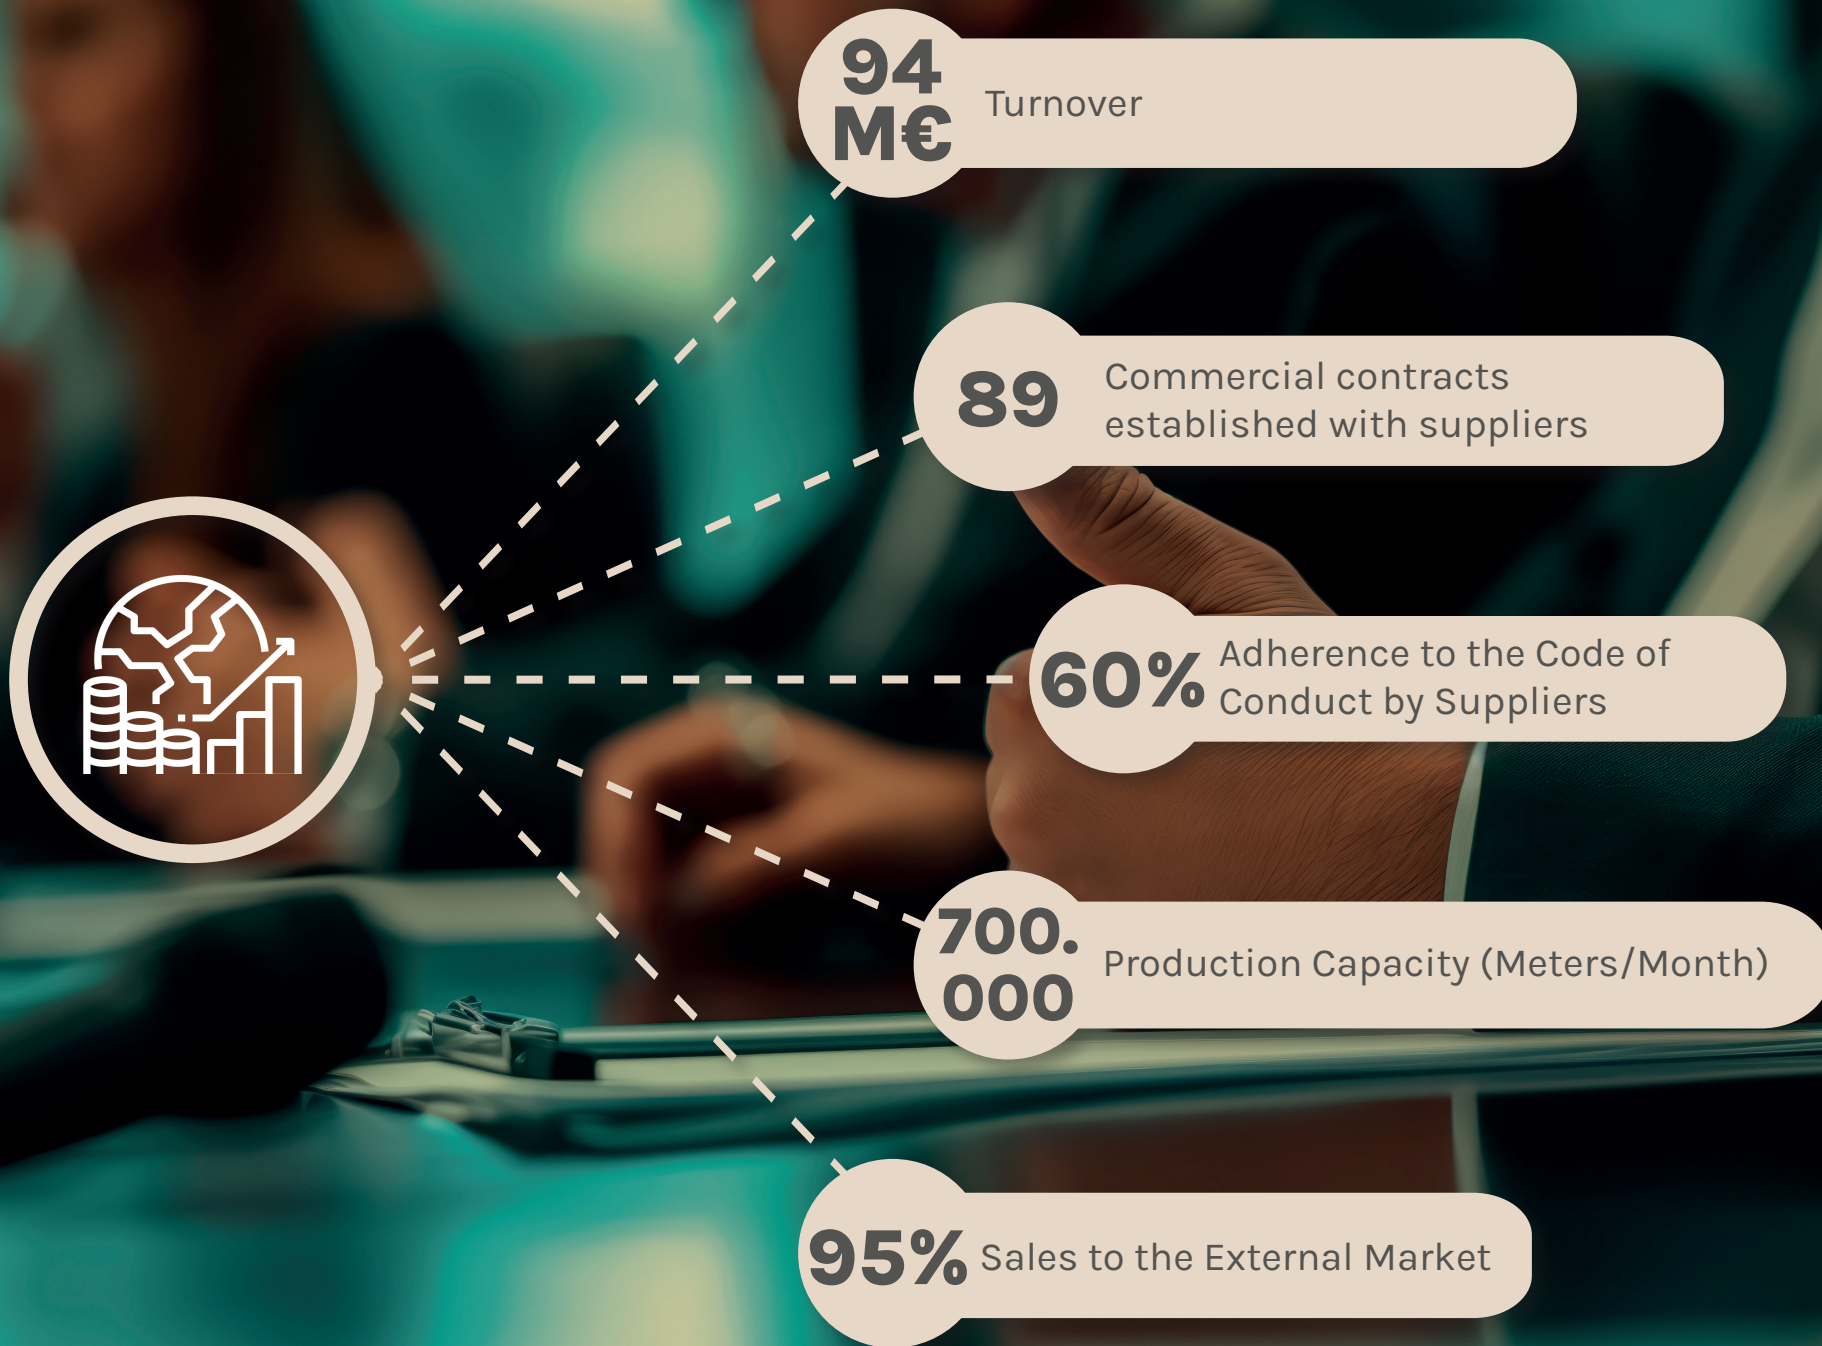 94
M€
Turnover
89
Commercial contracts
established with suppliers
60%
Adherence to the Code of
Conduct by Suppliers
700.
000
Production Capacity (Meters/Month)
95%
Sales to the External Market